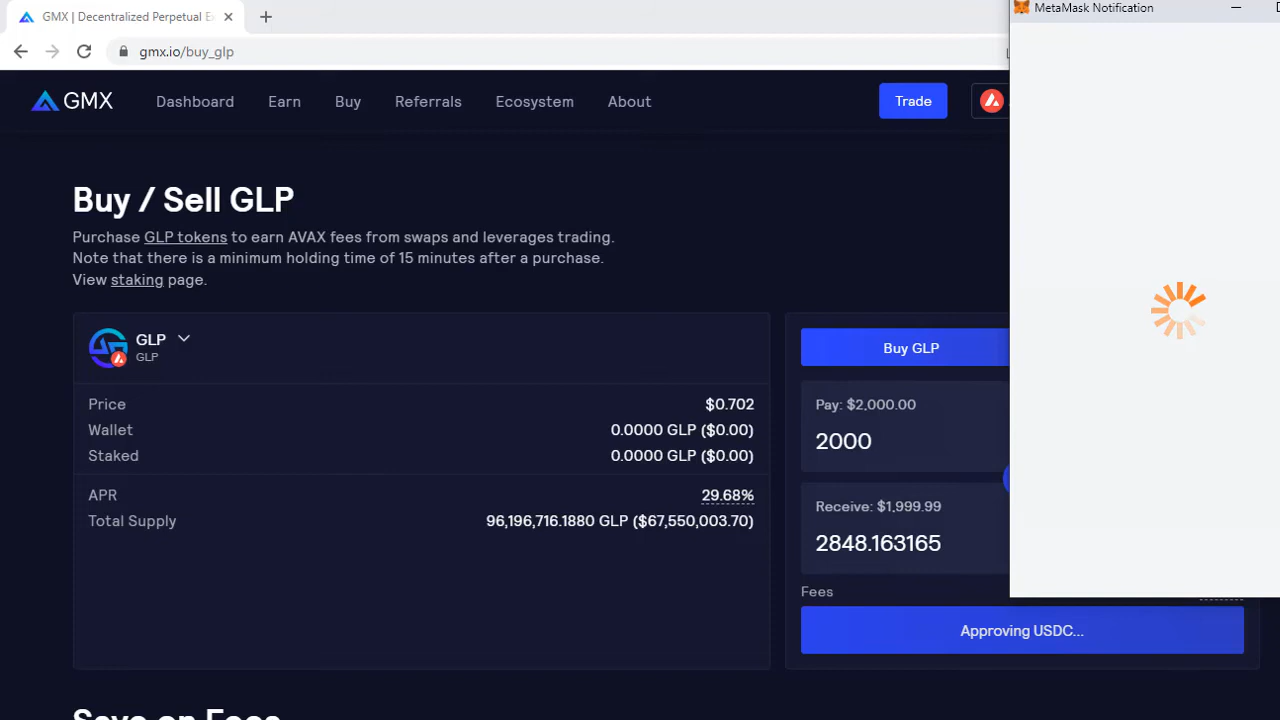 GMX | Decentralized Perpetual Ex
MetaMask Notification
gmx.io/buy_glp
GMX
Dashboard
Earn
Buy
Referrals
Ecosystem
About
Trade
Buy / Sell GLP
Purchase GLP tokens to earn AVAX fees from swaps and leverages trading.
Note that there is a minimum holding time of 15 minutes after a purchase.
View staking page.
GLP
GLP
Price $0.702
Wallet 0.0000 GLP ($0.00)
Staked 0.0000 GLP ($0.00)
APR 29.68%
Total Supply 96,196,716.1880 GLP ($67,550,003.70)
Buy GLP
Pay: $2,000.00
2000
Receive: $1,999.99
2848.163165
Fees
Approving USDC...